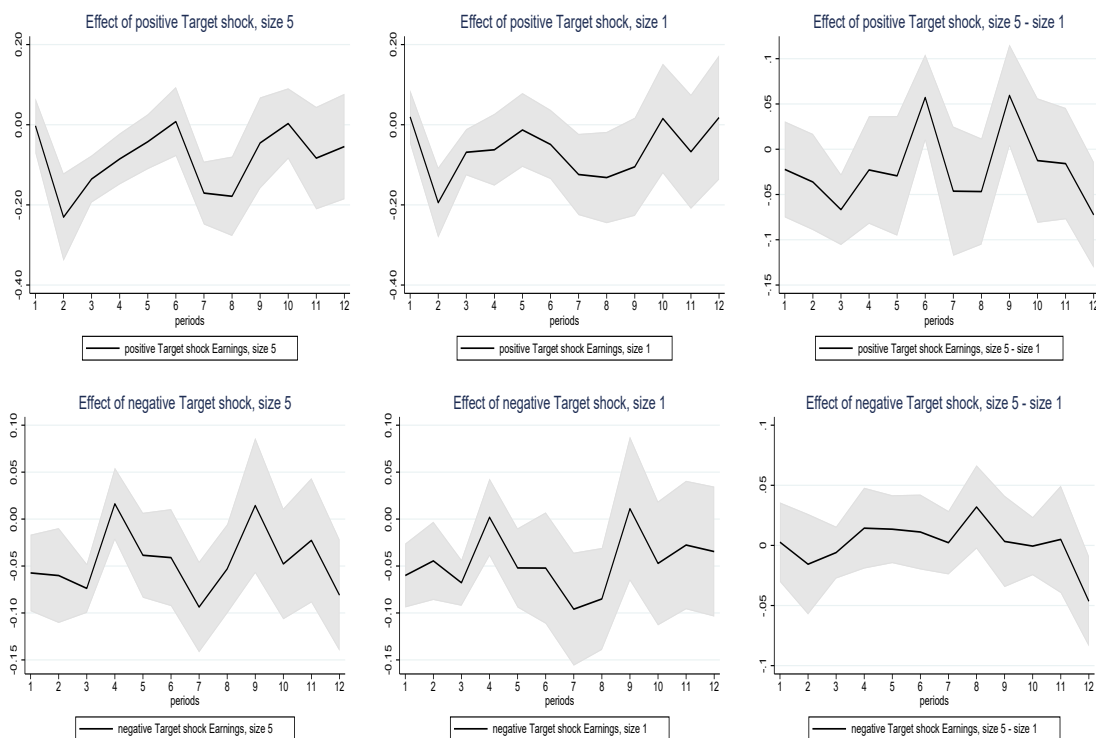 Effect of positive Target shock, size 5
0.20
0.00
-0.20
-0.40
1 2 3 4 5 6 7 8 9 10 11 12
periods
positive Target shock Earnings, size 5
Effect of positive Target shock, size 1
0.20
0.00
-0.20
-0.40
1 2 3 4 5 6 7 8 9 10 11 12
periods
positive Target shock Earnings, size 1
Effect of positive Target shock, size 5 - size 1
.1
.05
0
-.05
-.1
-.15
1 2 3 4 5 6 7 8 9 10 11 12
periods
positive Target shock Earnings, size 5 - size 1
Effect of negative Target shock, size 5
0.10
0.05
0.00
-0.05
-0.10
-0.15
1 2 3 4 5 6 7 8 9 10 11 12
periods
negative Target shock Earnings, size 5
Effect of negative Target shock, size 1
0.10
0.05
0.00
-0.05
-0.10
-0.15
1 2 3 4 5 6 7 8 9 10 11 12
periods
negative Target shock Earnings, size 1
Effect of negative Target shock, size 5 - size 1
.1
.05
0
-.05
-.1
1 2 3 4 5 6 7 8 9 10 11 12
periods
negative Target shock Earnings, size 5 - size 1